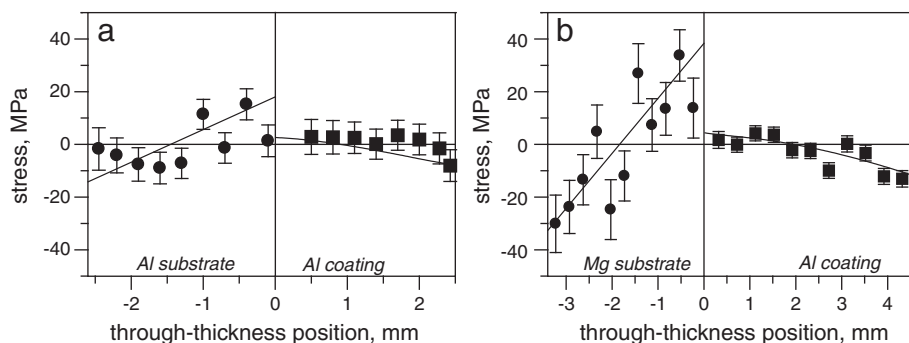 a
b
40
20
0
-20
-40
stress, MPa
Al substrate
Al coating
-2
-1
0
1
2
through-thickness position, mm
40
20
0
-20
-40
stress, MPa
Mg substrate
Al coating
-3
-2
-1
0
1
2
3
4
through-thickness position, mm